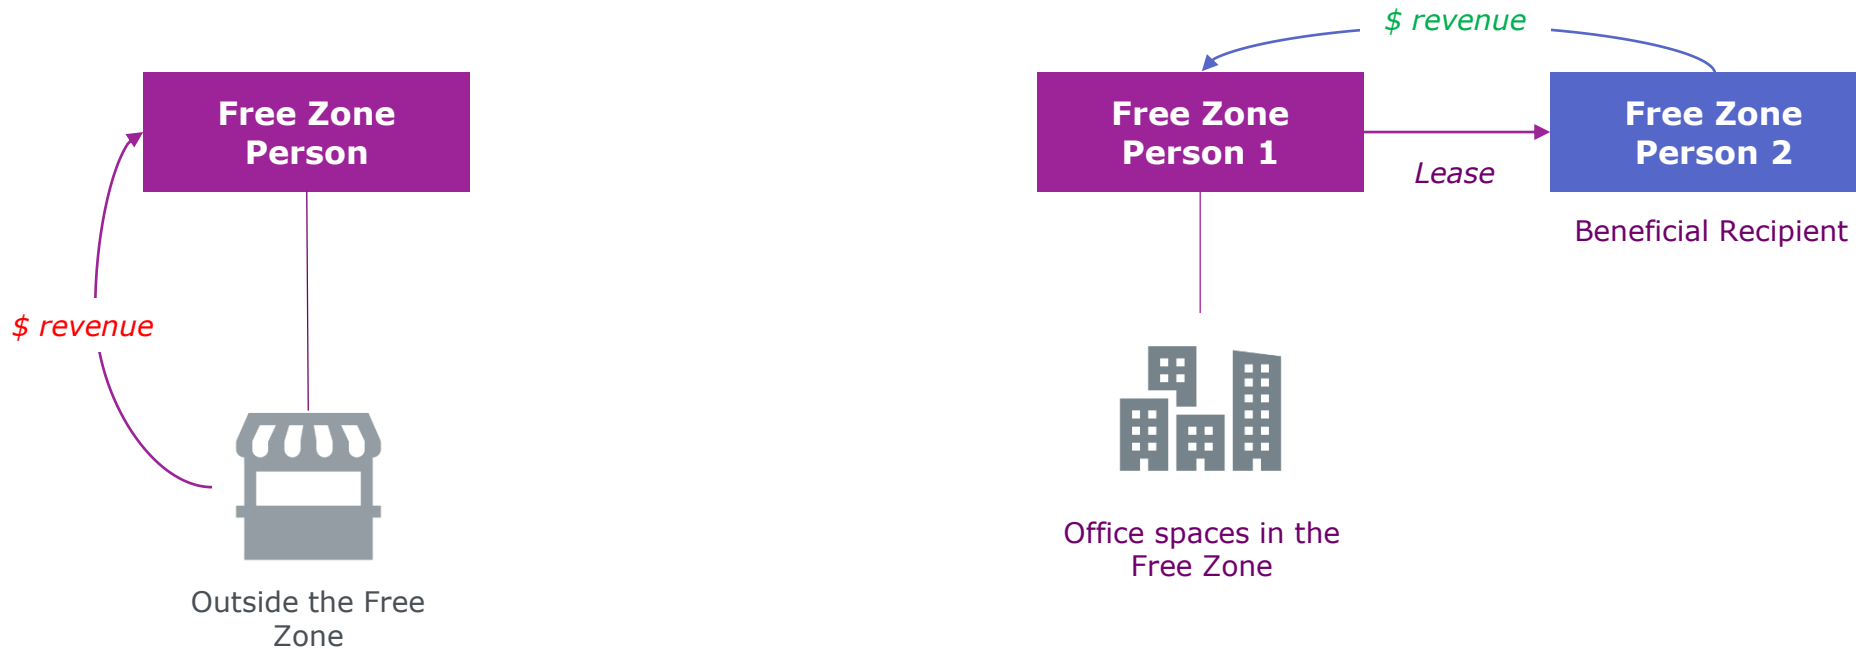 Free Zone
Person
$ revenue
Outside the Free
Zone
$ revenue
Free Zone
Person 1
Lease
Free Zone
Person 2
Beneficial Recipient
Office spaces in the
Free Zone